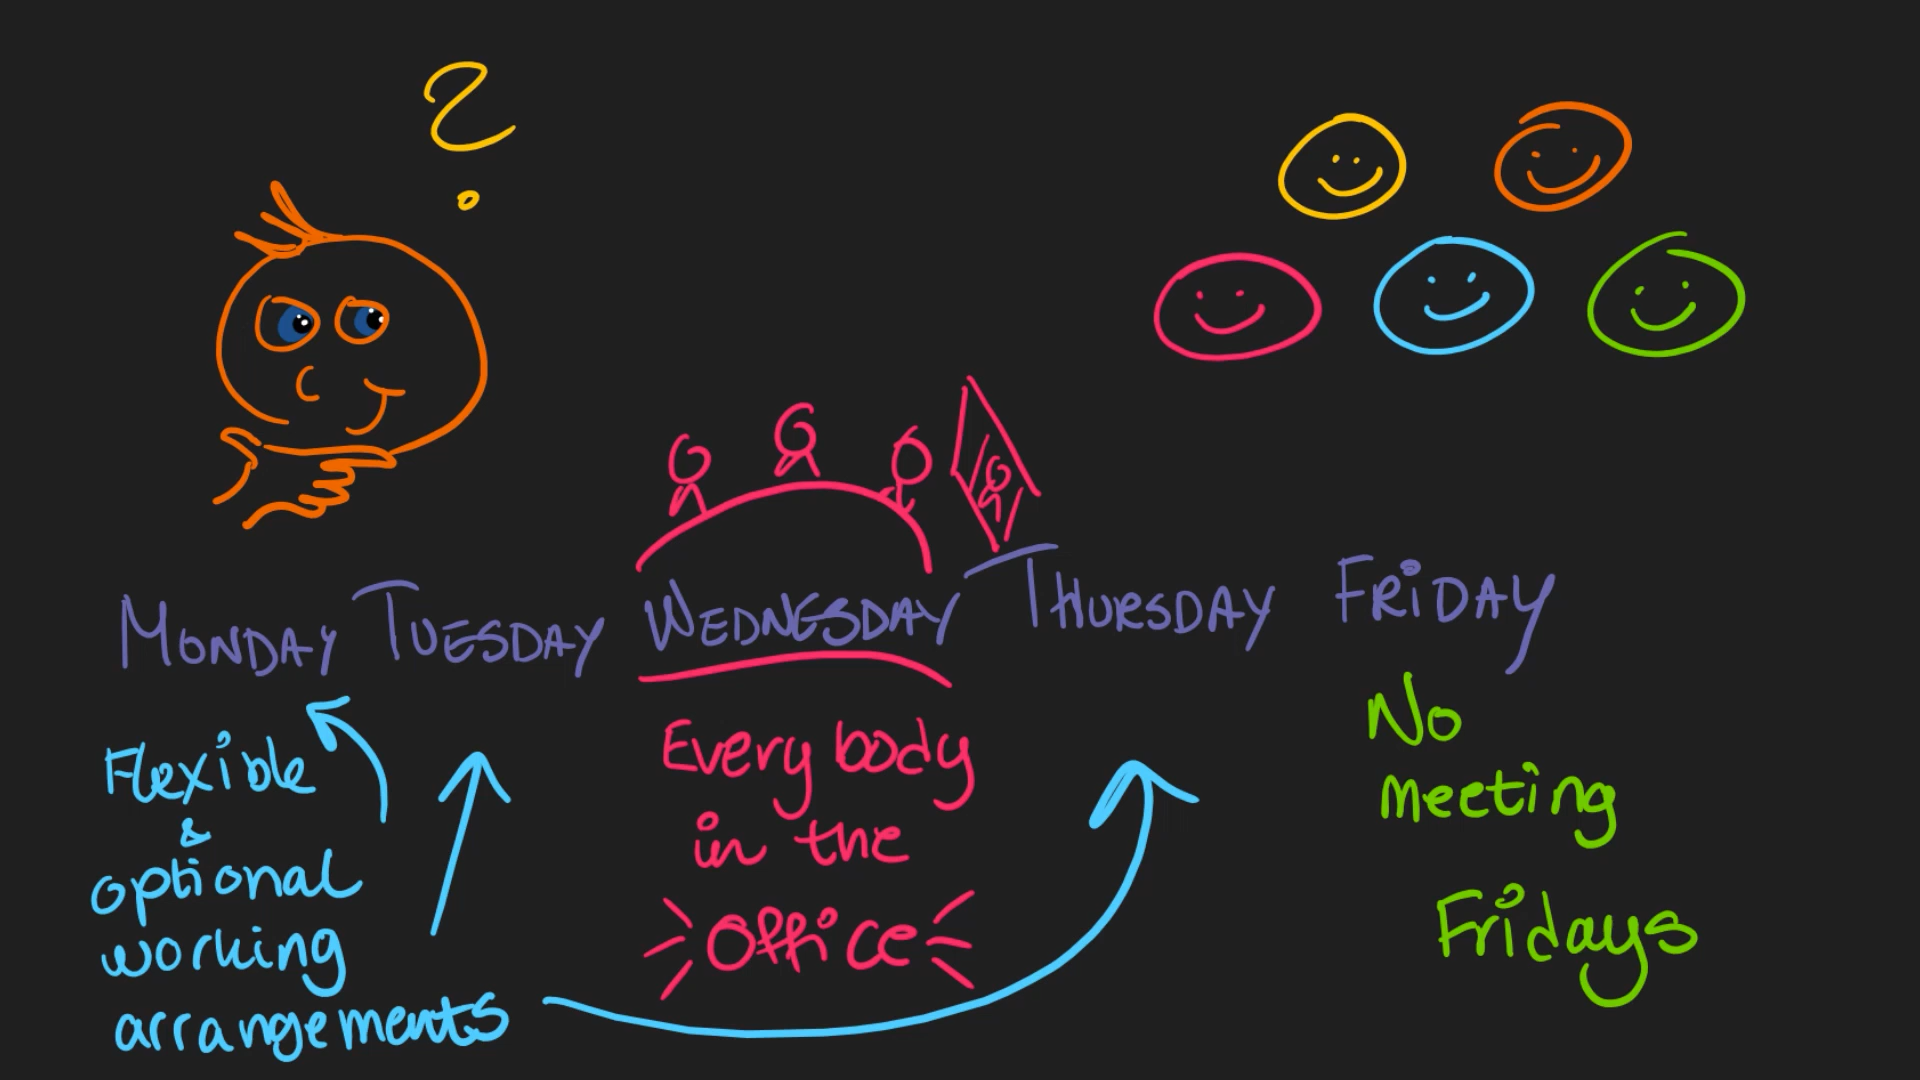 ?
MONDAY TUESDAY WEDNESDAY THURSDAY FRIDAY
Flexible
&
optional
working
arrangements
Every body
in the
Office
No
meeting
Fridays